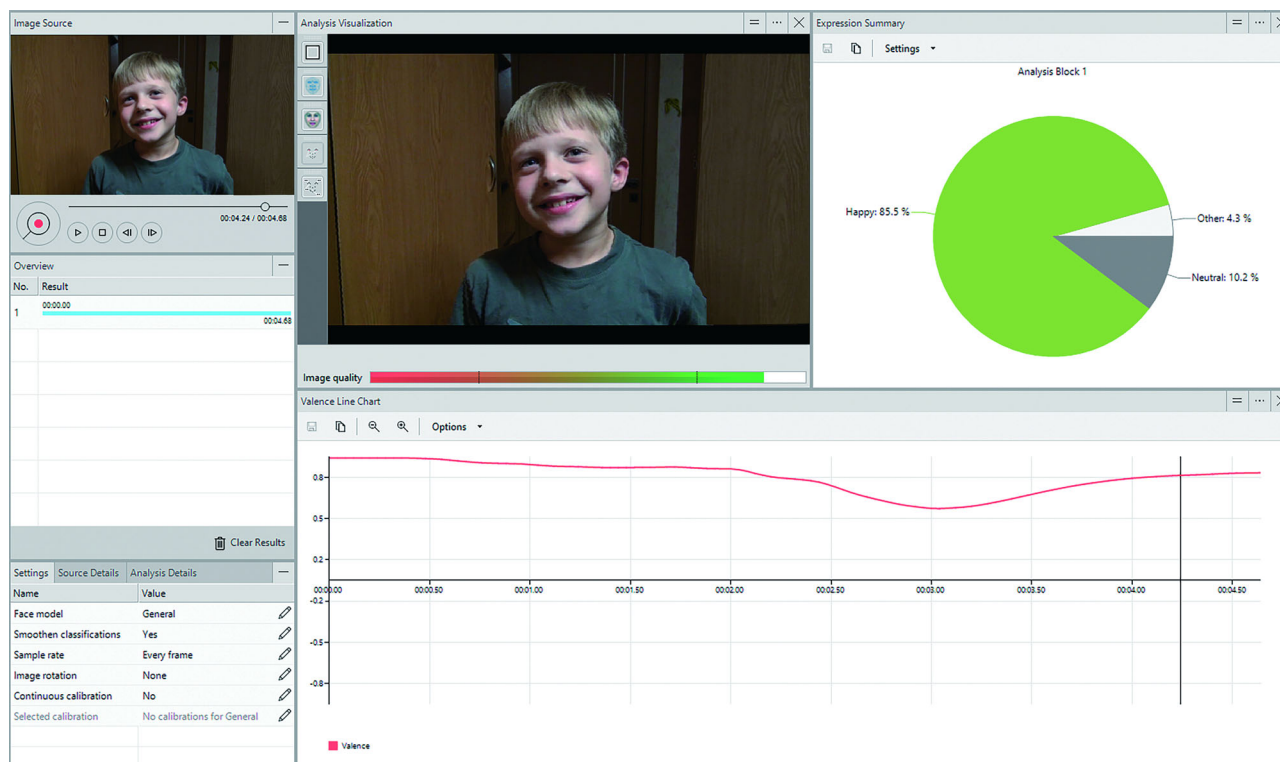 Image Source
00:04.24 / 00:04.68
Overview
No. Result
1 00:00.00
00:04.68
Clear Results
Settings Source Details Analysis Details
Name Value
Face model General
Smoothen classifications Yes
Sample rate Every frame
Image rotation None
Continuous calibration No
Selected calibration No calibrations for General
Analysis Visualization
Image quality
Expression Summary
Settings
Analysis Block 1
Happy: 85.5 %
Other: 4.3 %
Neutral: 10.2 %
Valence Line Chart
Options
0.8
0.5
0.2
00:00.00 00:00.50 00:01.00 00:01.50 00:02.00 00:02.50 00:03.00 00:03.50 00:04.00 00:04.50
-0.2
-0.5
-0.8
Valence